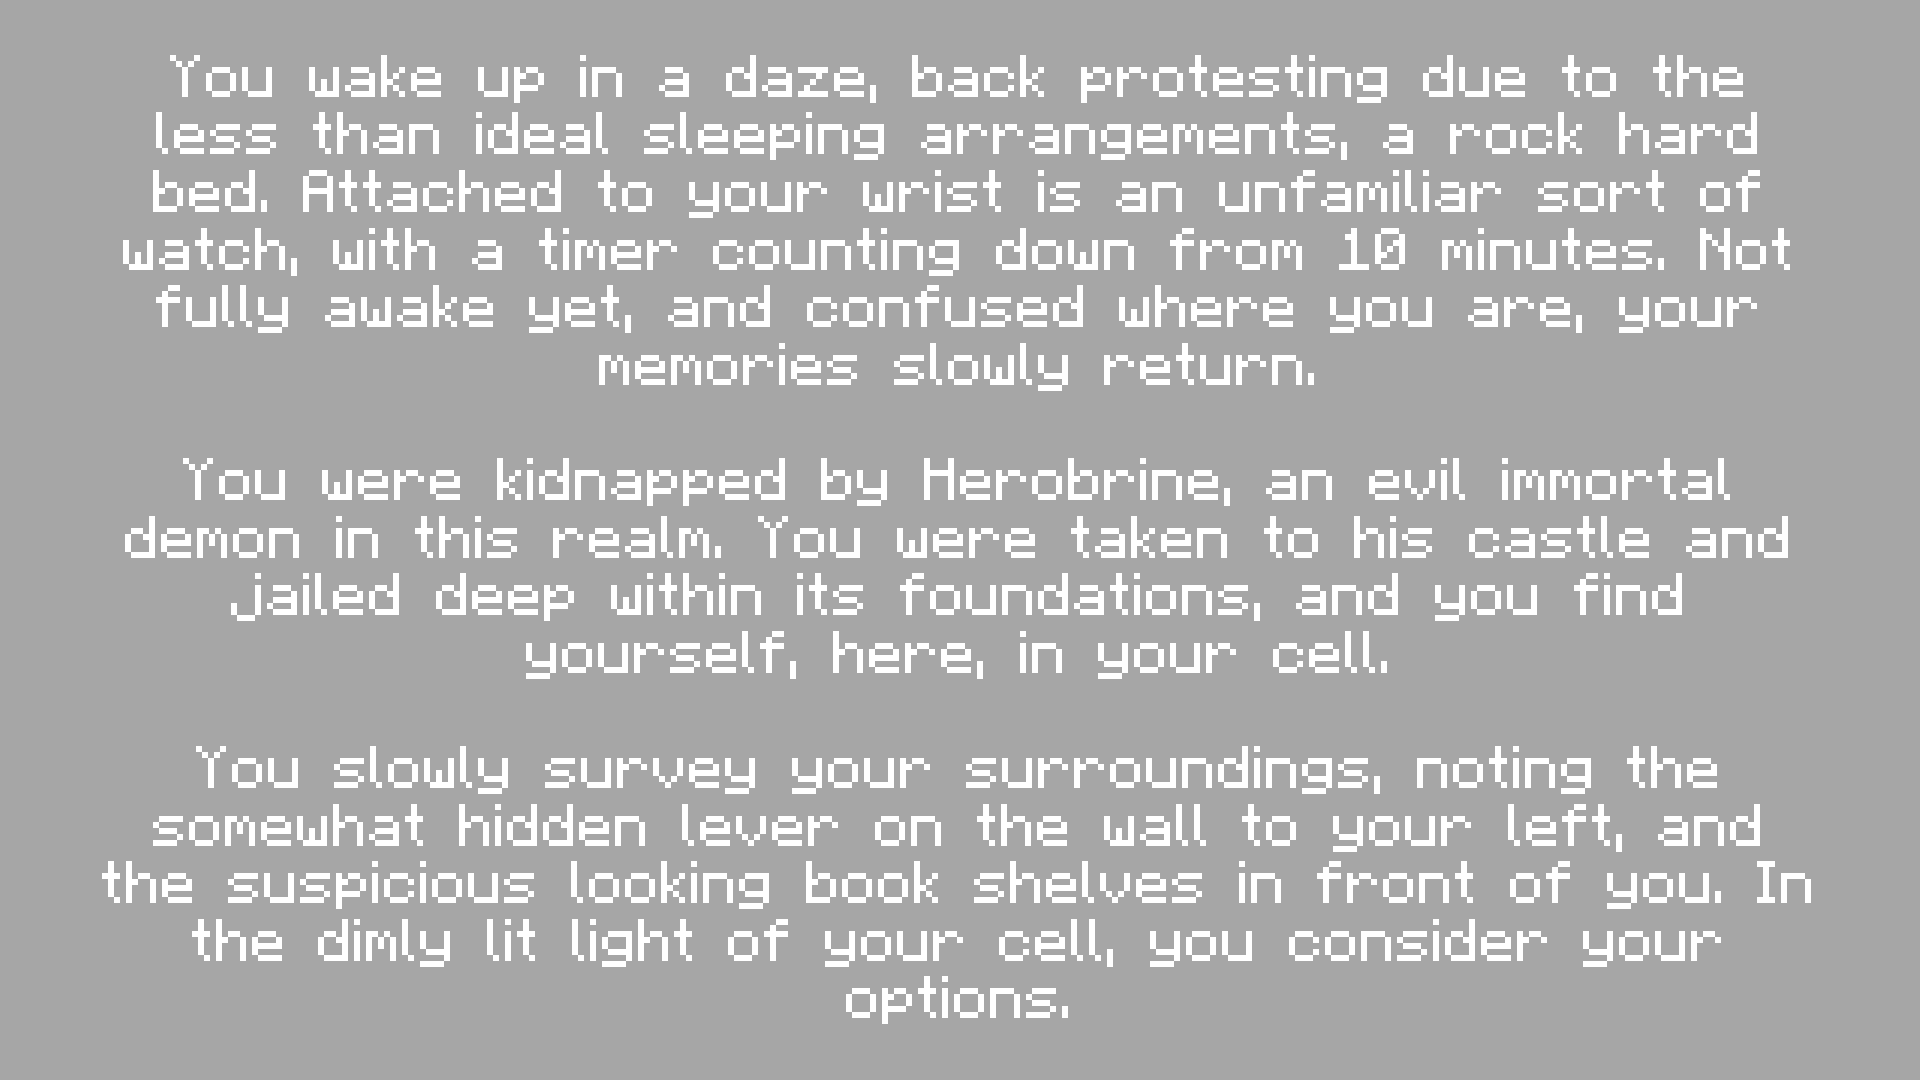 You wake up in a daze, back protesting due to the
less than ideal sleeping arrangements, a rock hard
bed. Attached to your wrist is an unfamiliar sort of
watch, with a timer counting down from 10 minutes. Not
fully awake yet, and confused where you are, your
memories slowly return.
You were kidnapped by Herobrine, an evil immortal
demon in this realm. You were taken to his castle and
jailed deep within its foundations, and you find
yourself, here, in your cell.
You slowly survey your surroundings, noting the
somewhat hidden lever on the wall to your left, and
the suspicious looking book shelves in front of you. In
the dimly lit light of your cell, you consider your
options.